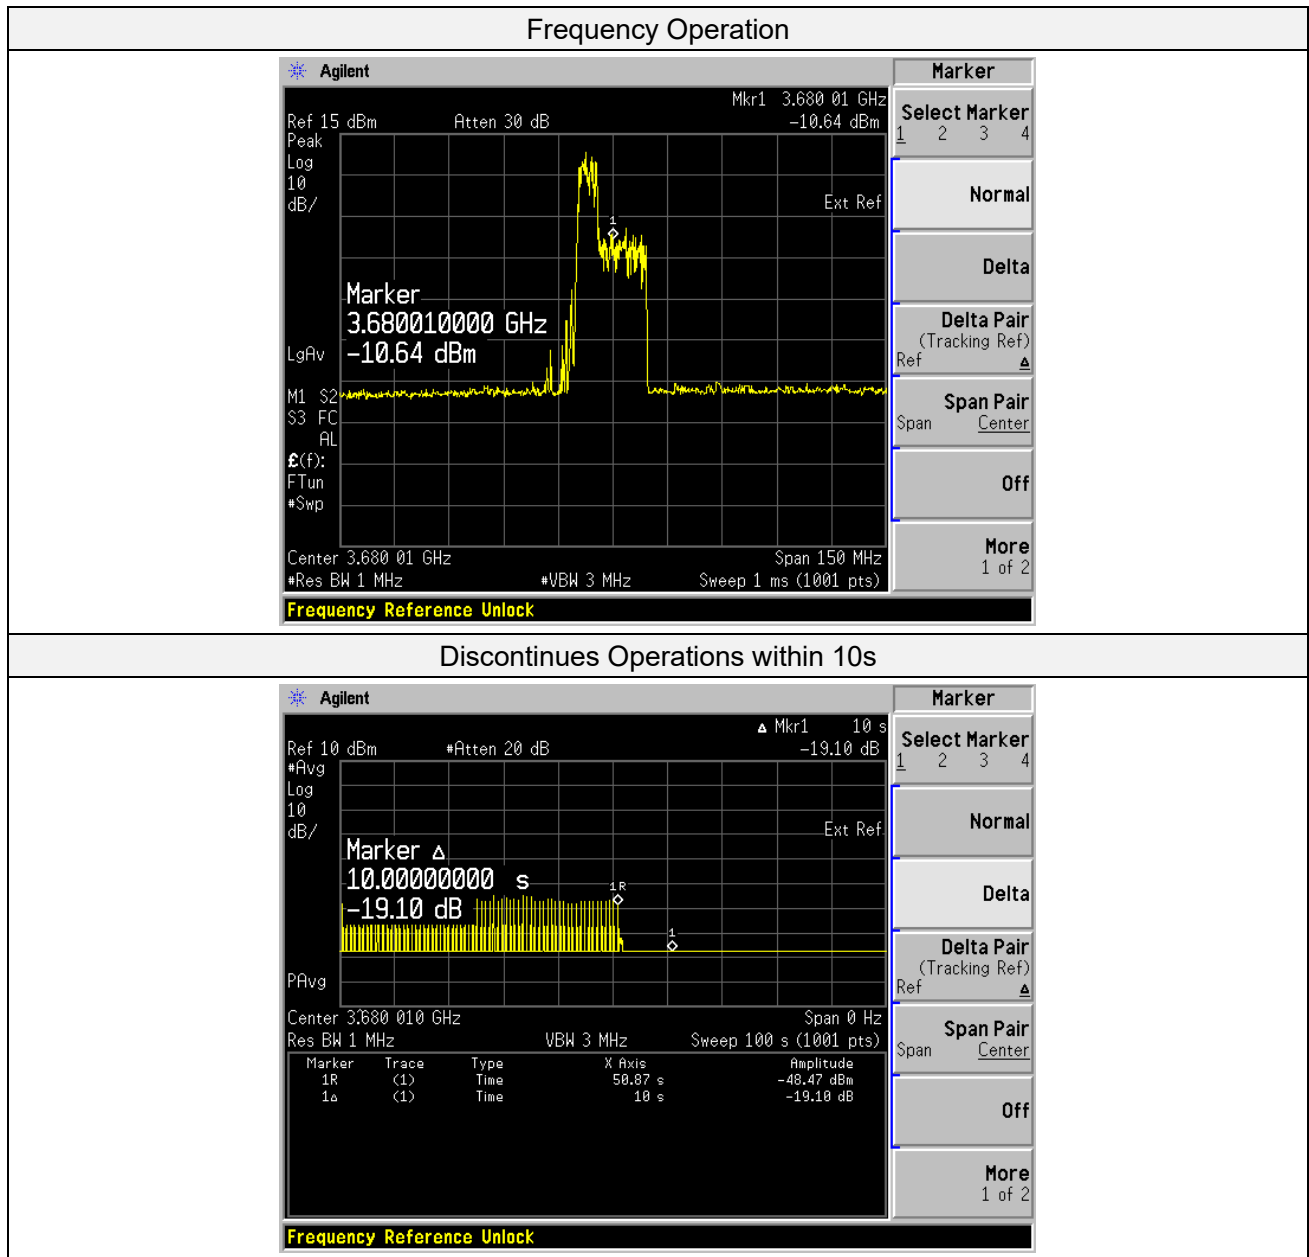 Frequency Operation
Agilent
Marker
Mkr1 3.680 01 GHz
Ref 15 dBm Atten 30 dB -10.64 dBm
Peak
Log
10
dB/
Ext Ref
1
Marker
3.680010000 GHz
-10.64 dBm
LgAv
M1 S2
S3 FC
AL
£(f):
FTun
#Swp
Center 3.680 01 GHz Span 150 MHz
#Res BW 1 MHz #VBW 3 MHz Sweep 1 ms (1001 pts)
Frequency Reference Unlock
Select Marker
1 2 3 4
Normal
Delta
Delta Pair
(Tracking Ref)
Ref Δ
Span Pair
Span Center
Off
More
1 of 2
Discontinues Operations within 10s
Agilent
Marker
Δ Mkr1 10 s
Ref 10 dBm #Atten 20 dB -19.10 dB
#Avg
Log
10
dB/
Ext Ref
Marker Δ
10.00000000 s
-19.10 dB
1R
1
PAvg
Center 3.680 010 GHz Span 0 Hz
Res BW 1 MHz VBW 3 MHz Sweep 100 s (1001 pts)
Marker Trace Type X Axis Amplitude
1R (1) Time 50.87 s -48.47 dBm
1Δ (1) Time 10 s -19.10 dB
Frequency Reference Unlock
Select Marker
1 2 3 4
Normal
Delta
Delta Pair
(Tracking Ref)
Ref Δ
Span Pair
Span Center
Off
More
1 of 2